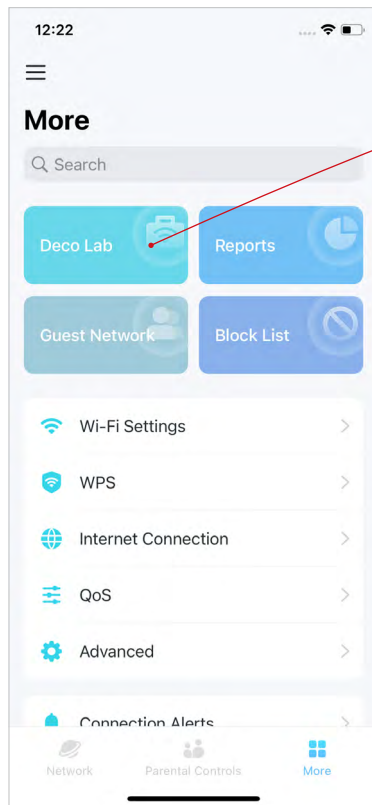 12:22
More
Search
Deco Lab
Reports
Guest Network
Block List
Wi-Fi Settings
WPS
Internet Connection
QoS
Advanced
Connection Alerts
Network
Parental Controls
More